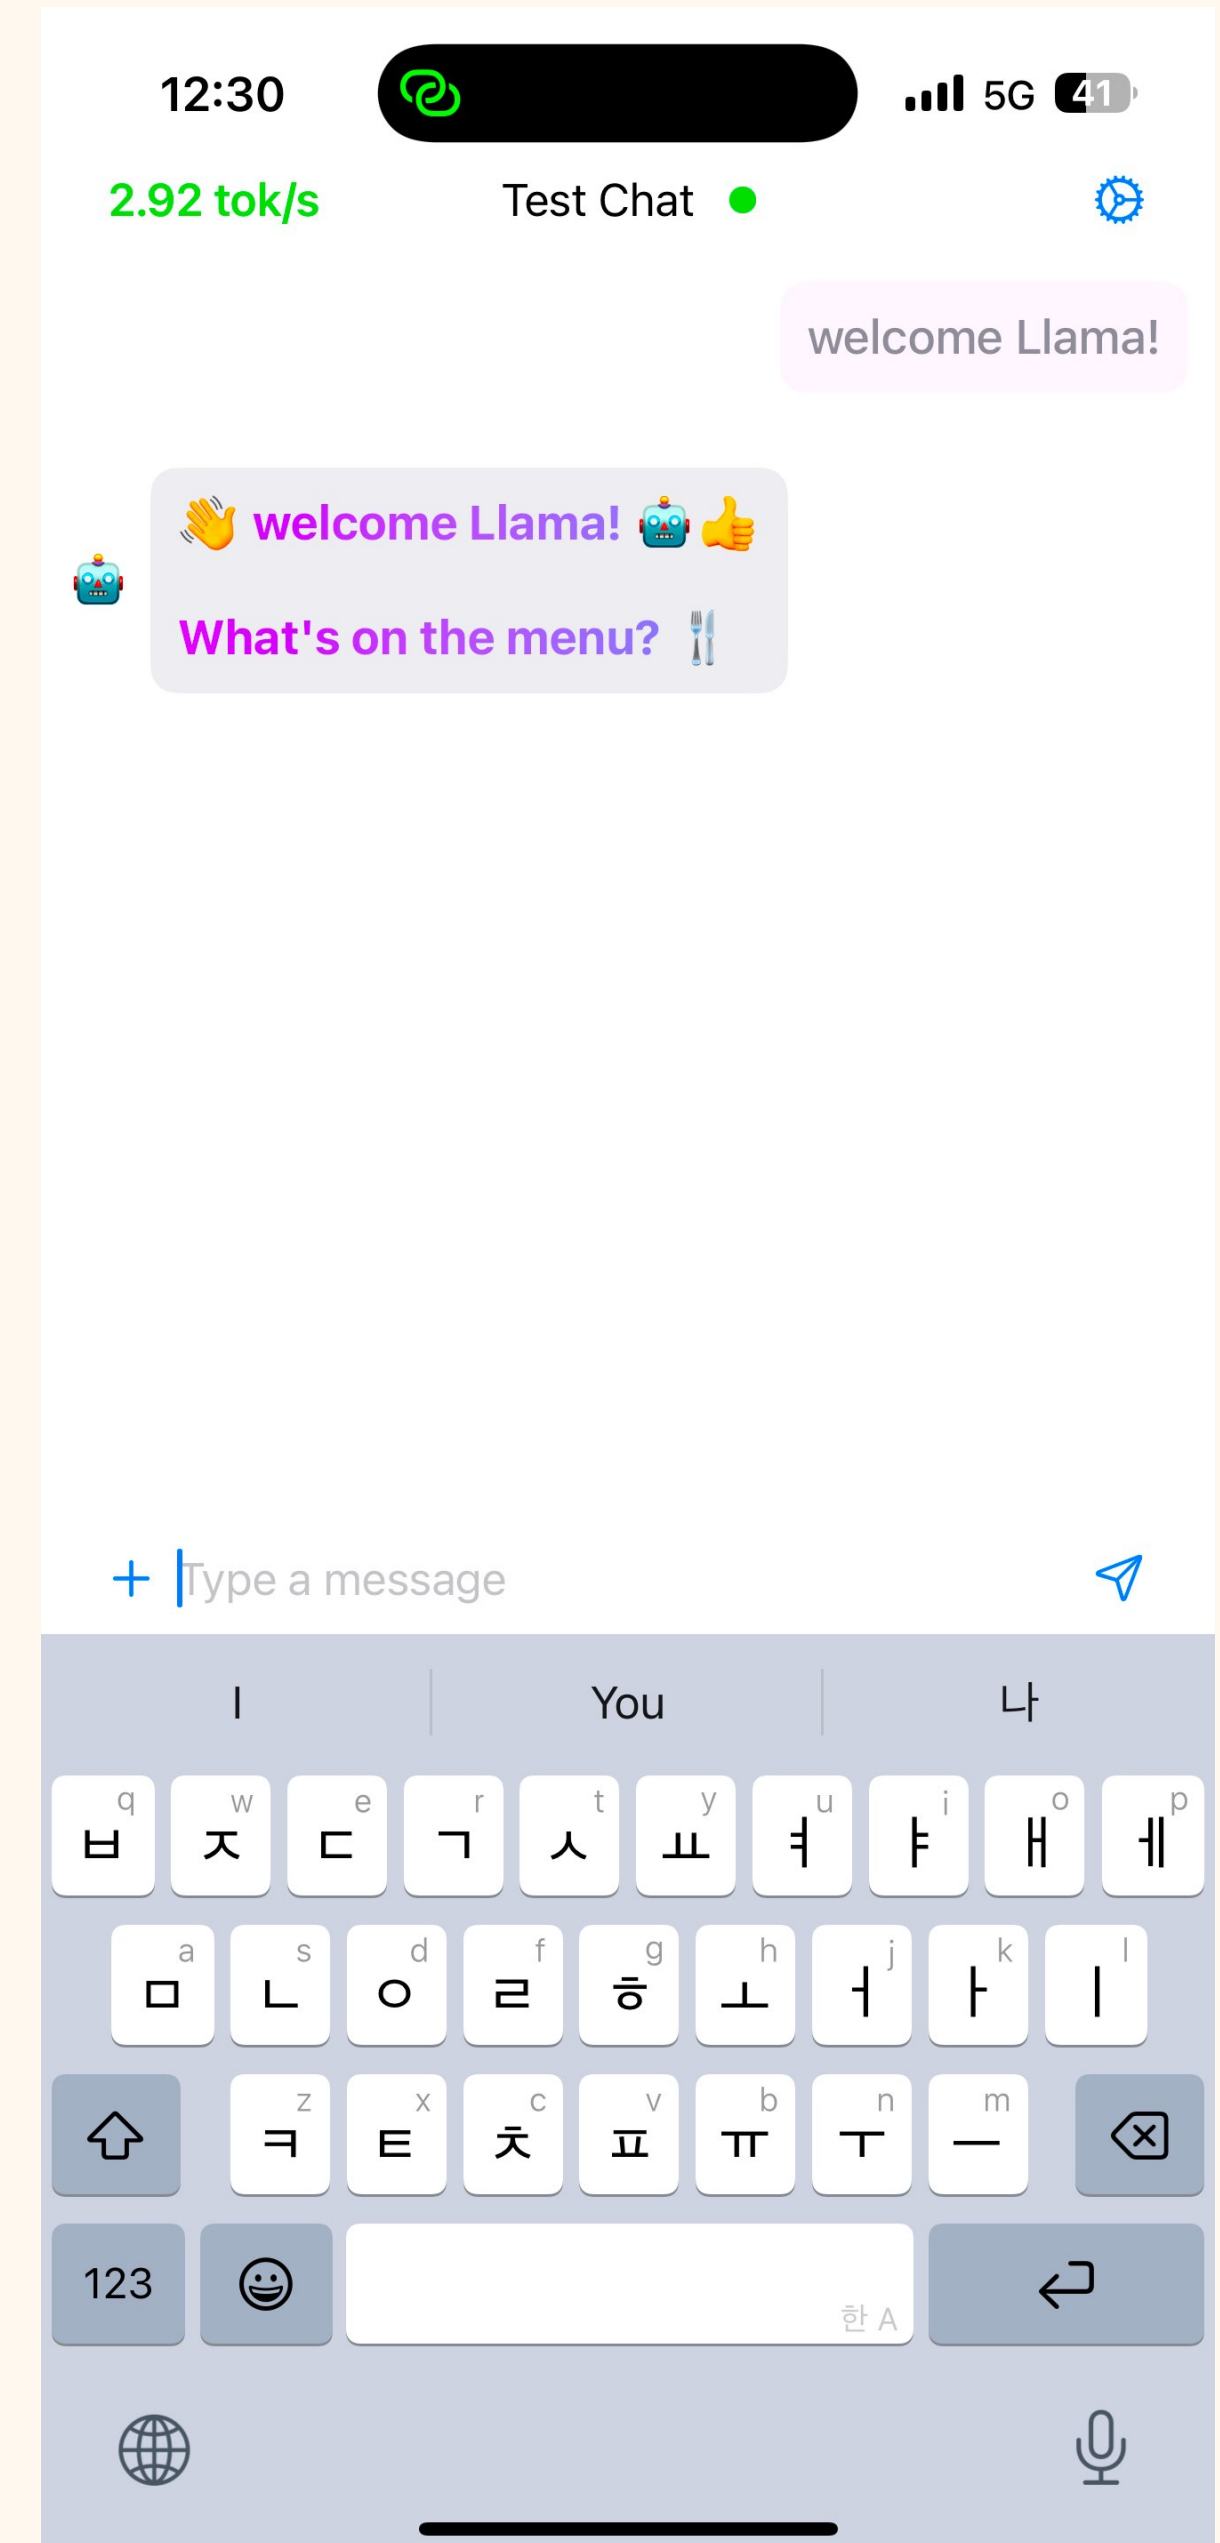 12:30 5G 41
2.92 tok/s Test Chat
welcome Llama!
👋 welcome Llama! 🤖👍
What's on the menu? 🍴
Type a message
I You 나
q w e r t y u i o p
ㅂ ㅈ ㄷ ㄱ ㅅ ㅛ ㅕ ㅑ ㅐ ㅔ
a s d f g h j k l
ㅁ ㄴ ㅇ ㄹ ㅎ ㅗ ㅓ ㅏ ㅣ
z x c v b n m
ㅋ ㅌ ㅊ ㅍ ㅠ ㅜ ㅡ
123
한 A